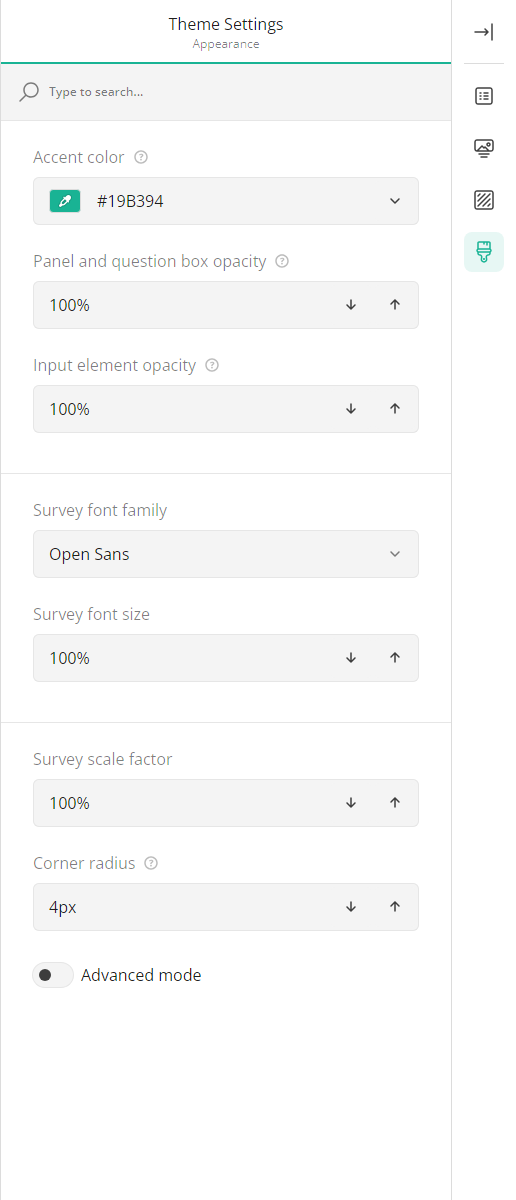 Theme Settings
Appearance
Type to search...
Accent color
#19B394
Panel and question box opacity
100%
Input element opacity
100%
Survey font family
Open Sans
Survey font size
100%
Survey scale factor
100%
Corner radius
4px
Advanced mode